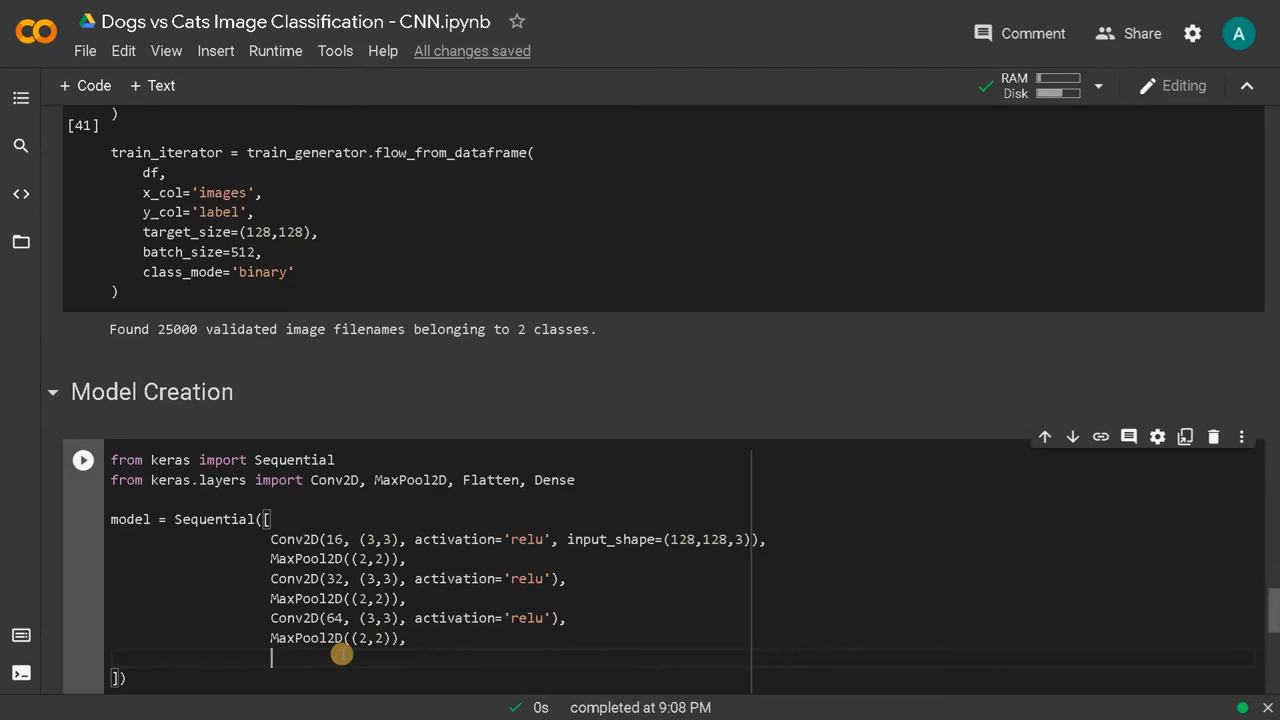 Dogs vs Cats Image Classification - CNN.ipynb
File Edit View Insert Runtime Tools Help All changes saved
Comment Share A
+ Code + Text
RAM
Disk
Editing
)
[41]
train_iterator = train_generator.flow_from_dataframe(
df,
x_col='images',
y_col='label',
target_size=(128,128),
batch_size=512,
class_mode='binary'
)
Found 25000 validated image filenames belonging to 2 classes.
Model Creation
from keras import Sequential
from keras.layers import Conv2D, MaxPool2D, Flatten, Dense
model = Sequential([
Conv2D(16, (3,3), activation='relu', input_shape=(128,128,3)),
MaxPool2D((2,2)),
Conv2D(32, (3,3), activation='relu'),
MaxPool2D((2,2)),
Conv2D(64, (3,3), activation='relu'),
MaxPool2D((2,2)),
])
0s completed at 9:08 PM